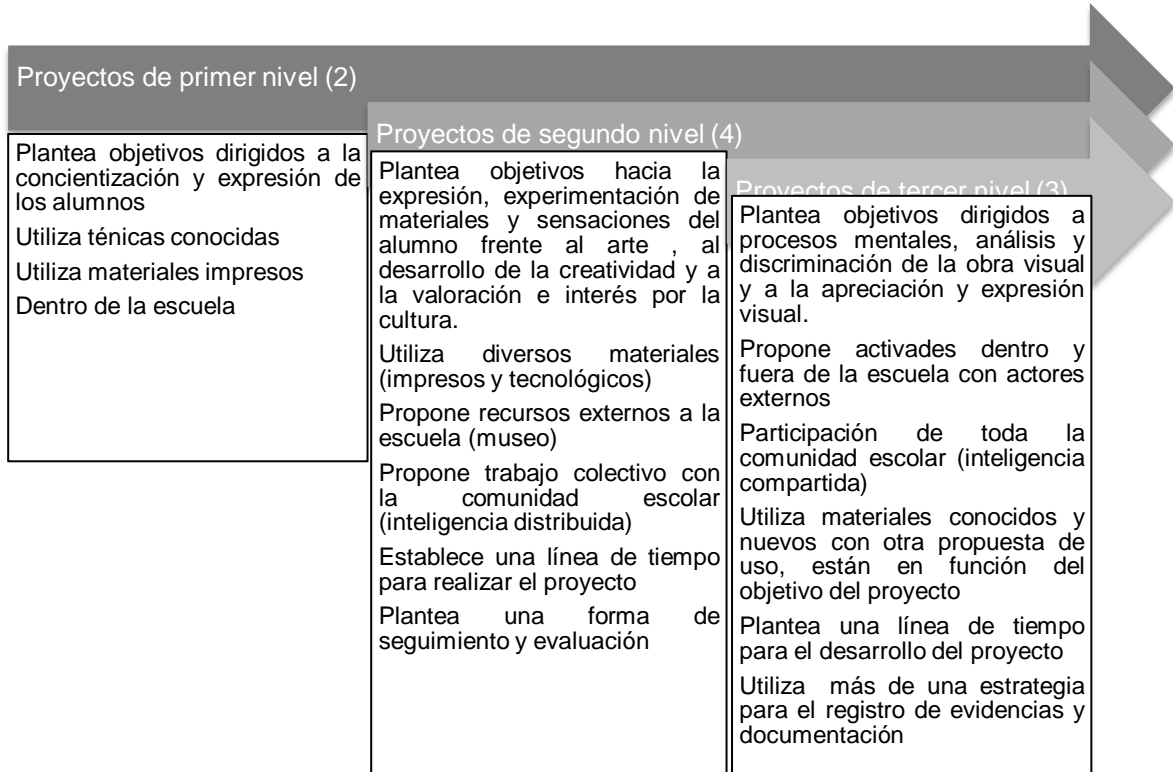 Proyectos de primer nivel (2)
Plantea objetivos dirigidos a la
concientización y expresión de
los alumnos
Utiliza ténicas conocidas
Utiliza materiales impresos
Dentro de la escuela
Proyectos de segundo nivel (4)
Plantea objetivos hacia la
expresión, experimentación de
materiales y sensaciones del
alumno frente al arte , al
desarrollo de la creatividad y a
la valoración e interés por la
cultura.
Utiliza diversos materiales
(impresos y tecnológicos)
Propone recursos externos a la
escuela (museo)
Propone trabajo colectivo con
la comunidad escolar
(inteligencia distribuida)
Establece una línea de tiempo
para realizar el proyecto
Plantea una forma de
seguimiento y evaluación
Proyectos de tercer nivel (3)
Plantea objetivos dirigidos a
procesos mentales, análisis y
discriminación de la obra visual
y a la apreciación y expresión
visual.
Propone activades dentro y
fuera de la escuela con actores
externos
Participación de toda la
comunidad escolar (inteligencia
compartida)
Utiliza materiales conocidos y
nuevos con otra propuesta de
uso, están en función del
objetivo del proyecto
Plantea una línea de tiempo
para el desarrollo del proyecto
Utiliza más de una estrategia
para el registro de evidencias y
documentación